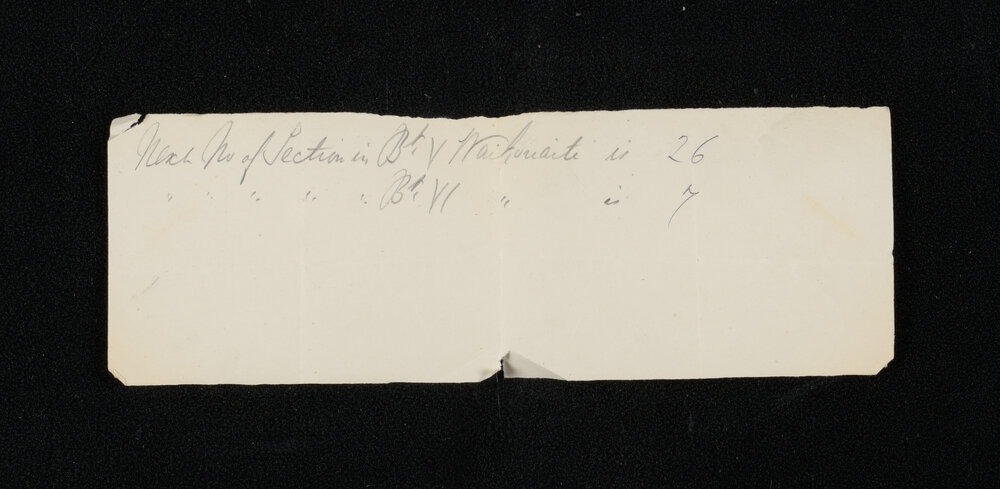 Next No of Section in Bk V Waikouaiti is 26
" " " " " Bk VI " is 7